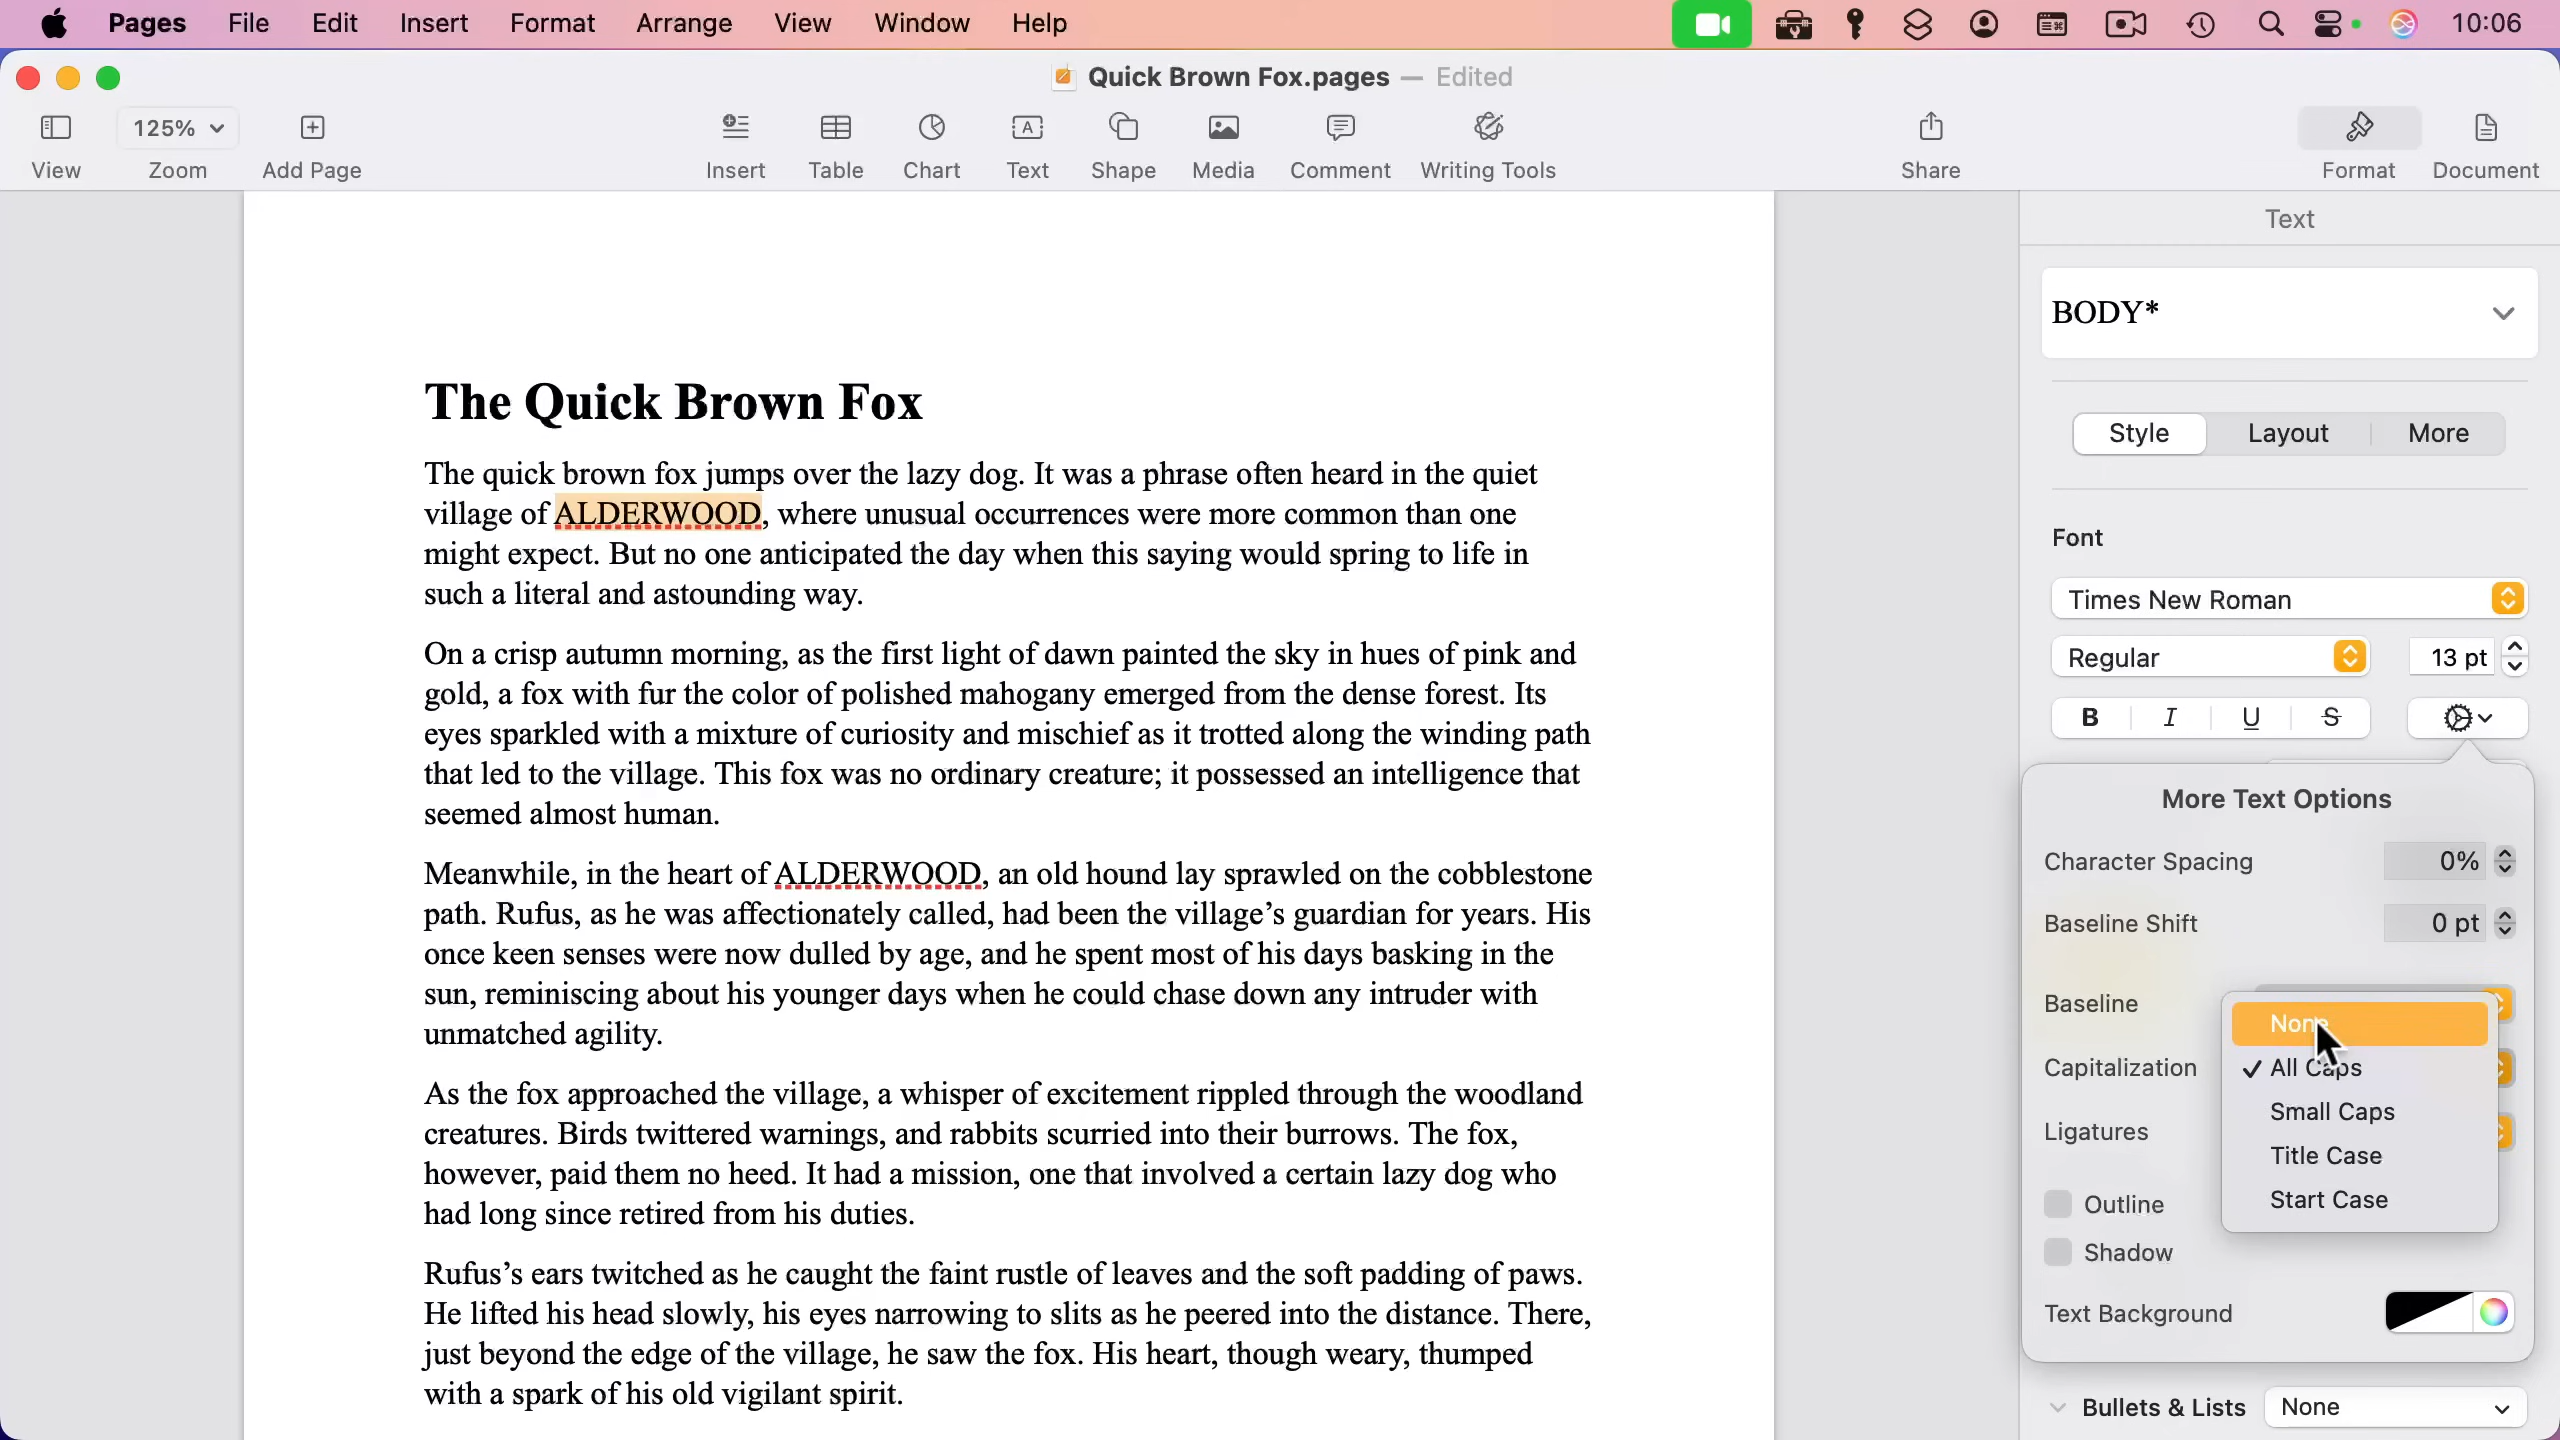 Pages File Edit Insert Format Arrange View Window Help 10:06
Quick Brown Fox.pages — Edited
125%
View Zoom Add Page Insert Table Chart Text Shape Media Comment Writing Tools Share Format Document
Text
BODY*
Style Layout More
Font
Times New Roman
Regular 13 pt
B I U S
More Text Options
Character Spacing 0%
Baseline Shift 0 pt
Baseline
None
Capitalization
✓ All Caps
Small Caps
Ligatures
Title Case
Start Case
Outline
Shadow
Text Background
Bullets & Lists None
The Quick Brown Fox
The quick brown fox jumps over the lazy dog. It was a phrase often heard in the quiet
village of ALDERWOOD, where unusual occurrences were more common than one
might expect. But no one anticipated the day when this saying would spring to life in
such a literal and astounding way.
On a crisp autumn morning, as the first light of dawn painted the sky in hues of pink and
gold, a fox with fur the color of polished mahogany emerged from the dense forest. Its
eyes sparkled with a mixture of curiosity and mischief as it trotted along the winding path
that led to the village. This fox was no ordinary creature; it possessed an intelligence that
seemed almost human.
Meanwhile, in the heart of ALDERWOOD, an old hound lay sprawled on the cobblestone
path. Rufus, as he was affectionately called, had been the village’s guardian for years. His
once keen senses were now dulled by age, and he spent most of his days basking in the
sun, reminiscing about his younger days when he could chase down any intruder with
unmatched agility.
As the fox approached the village, a whisper of excitement rippled through the woodland
creatures. Birds twittered warnings, and rabbits scurried into their burrows. The fox,
however, paid them no heed. It had a mission, one that involved a certain lazy dog who
had long since retired from his duties.
Rufus’s ears twitched as he caught the faint rustle of leaves and the soft padding of paws.
He lifted his head slowly, his eyes narrowing to slits as he peered into the distance. There,
just beyond the edge of the village, he saw the fox. His heart, though weary, thumped
with a spark of his old vigilant spirit.